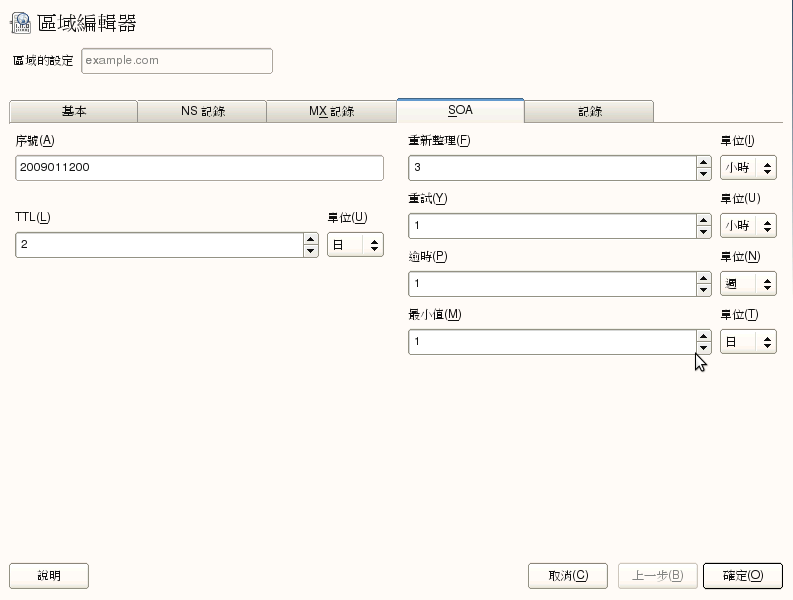 區域編輯器
區域的設定 example.com
基本 NS 記錄 MX 記錄 SOA 記錄
序號(A) 重新整理(F) 單位(I)
2009011200 3 小時
重試(Y) 單位(U)
1 小時
TTL(L) 單位(U)
2 日
逾時(P) 單位(N)
1 週
最小值(M) 單位(T)
1 日
說明 取消(C) 上一步(B) 確定(O)